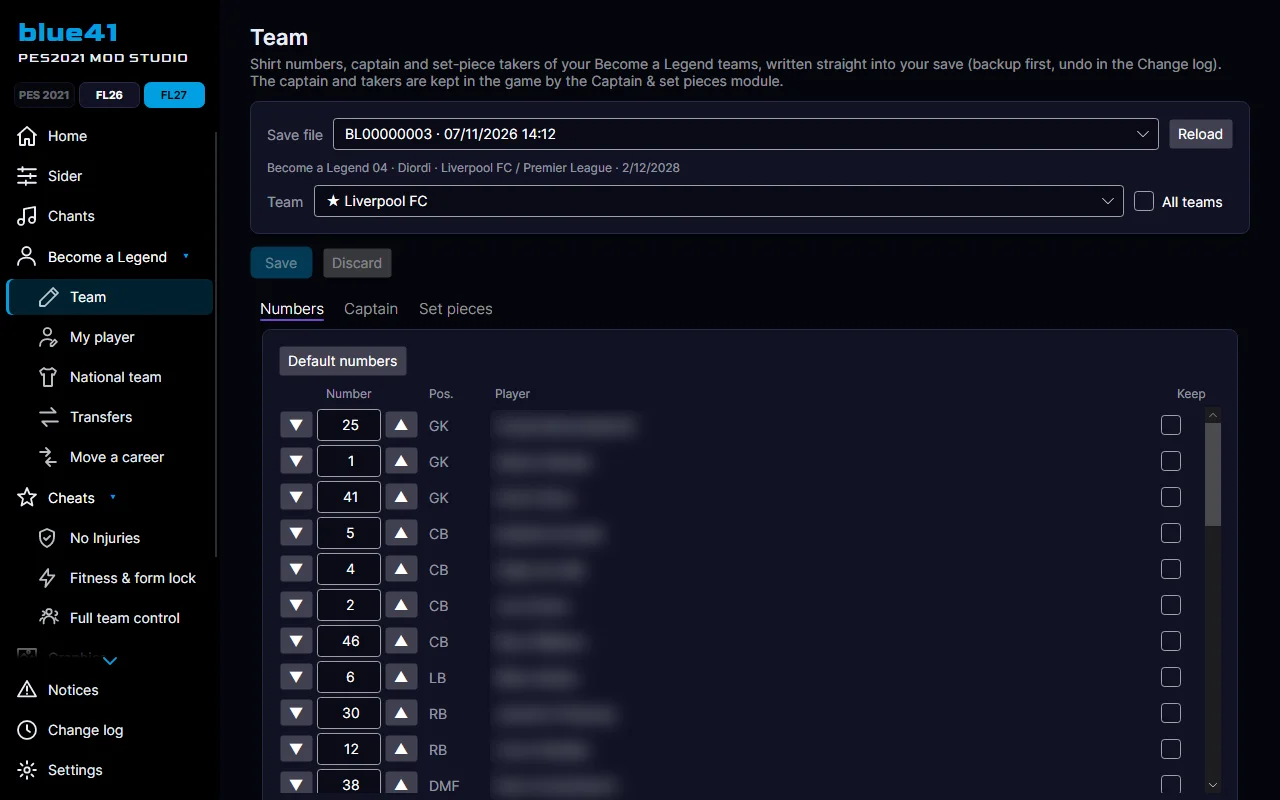 blue41
PES2021 MOD STUDIO
PES 2021 FL26 FL27
Home
Sider
Chants
Become a Legend
Team
My player
National team
Transfers
Move a career
Cheats
No Injuries
Fitness & form lock
Full team control
Notices
Change log
Settings
Team
Shirt numbers, captain and set-piece takers of your Become a Legend teams, written straight into your save (backup first, undo in the Change log).
The captain and takers are kept in the game by the Captain & set pieces module.
Save file BL00000003 · 07/11/2026 14:12 Reload
Become a Legend 04 · Diordi · Liverpool FC / Premier League · 2/12/2028
Team ★ Liverpool FC All teams
Save Discard
Numbers Captain Set pieces
Default numbers
Number Pos. Player Keep
▼ 25 ▲ GK
▼ 1 ▲ GK
▼ 41 ▲ GK
▼ 5 ▲ CB
▼ 4 ▲ CB
▼ 2 ▲ CB
▼ 46 ▲ CB
▼ 6 ▲ LB
▼ 30 ▲ RB
▼ 12 ▲ RB
▼ 38 ▲ DMF